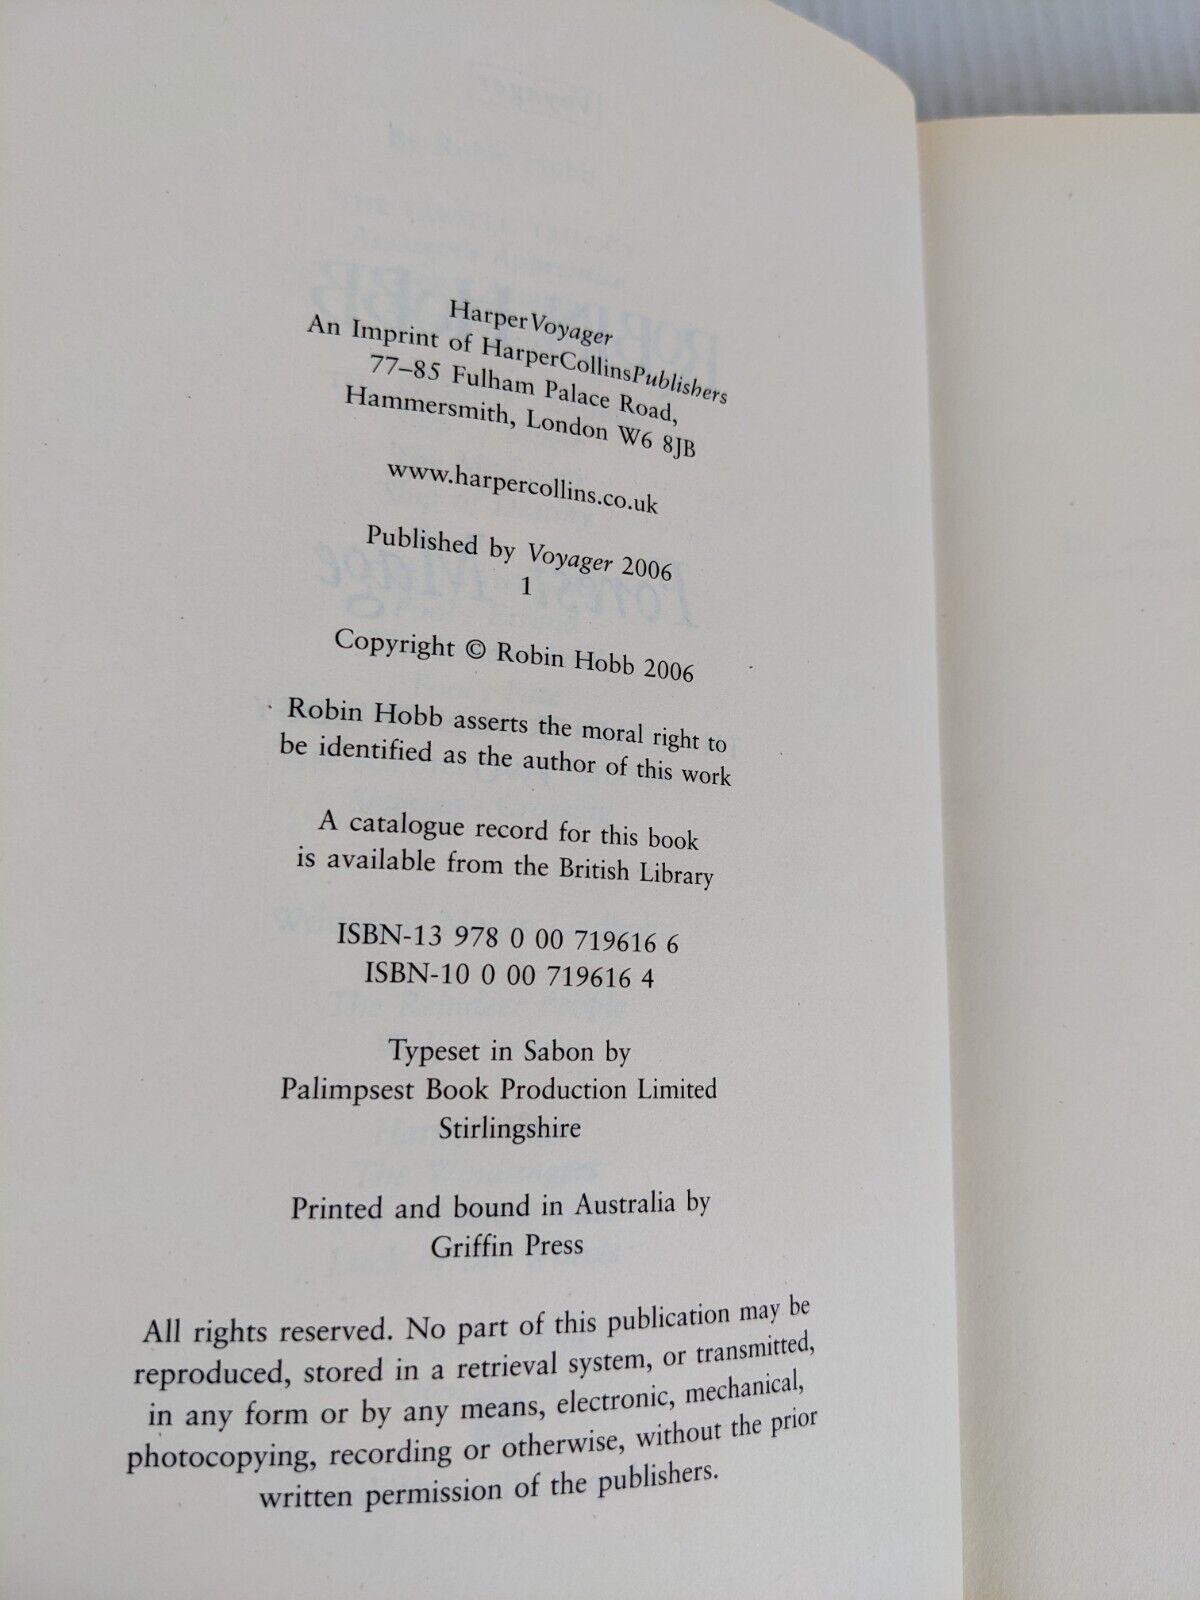 HarperVoyager
An Imprint of HarperCollinsPublishers
77–85 Fulham Palace Road,
Hammersmith, London W6 8JB
www.harpercollins.co.uk
Published by Voyager 2006
1
Copyright © Robin Hobb 2006
Robin Hobb asserts the moral right to
be identified as the author of this work
A catalogue record for this book
is available from the British Library
ISBN-13 978 0 00 719616 6
ISBN-10 0 00 719616 4
Typeset in Sabon by
Palimpsest Book Production Limited
Stirlingshire
Printed and bound in Australia by
Griffin Press
All rights reserved. No part of this publication may be
reproduced, stored in a retrieval system, or transmitted,
in any form or by any means, electronic, mechanical,
photocopying, recording or otherwise, without the prior
written permission of the publishers.